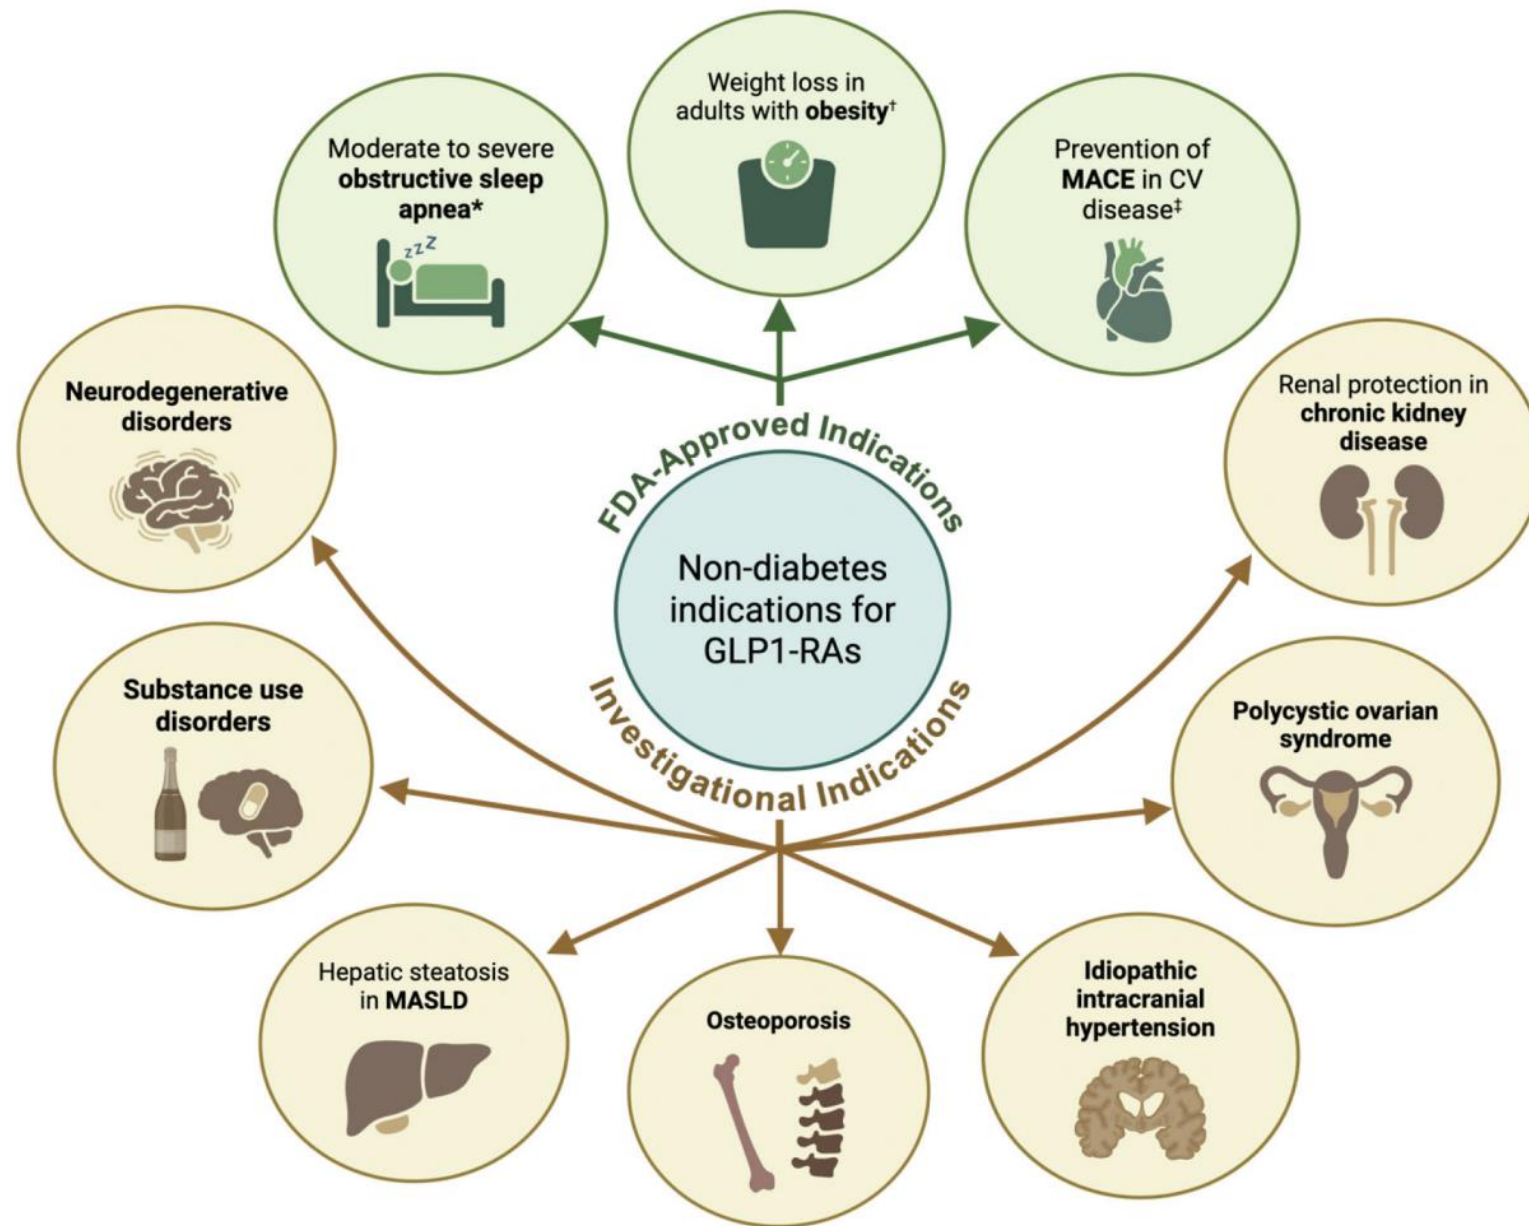 Weight loss in
adults with obesity†
Moderate to severe
obstructive sleep
apnea*
zzZ
Prevention of
MACE in CV
disease‡
Neurodegenerative
disorders
Renal protection in
chronic kidney
disease
FDA-Approved Indications
Non-diabetes
indications for
GLP1-RAs
Investigational Indications
Substance use
disorders
Polycystic ovarian
syndrome
Hepatic steatosis
in MASLD
Osteoporosis
Idiopathic
intracranial
hypertension